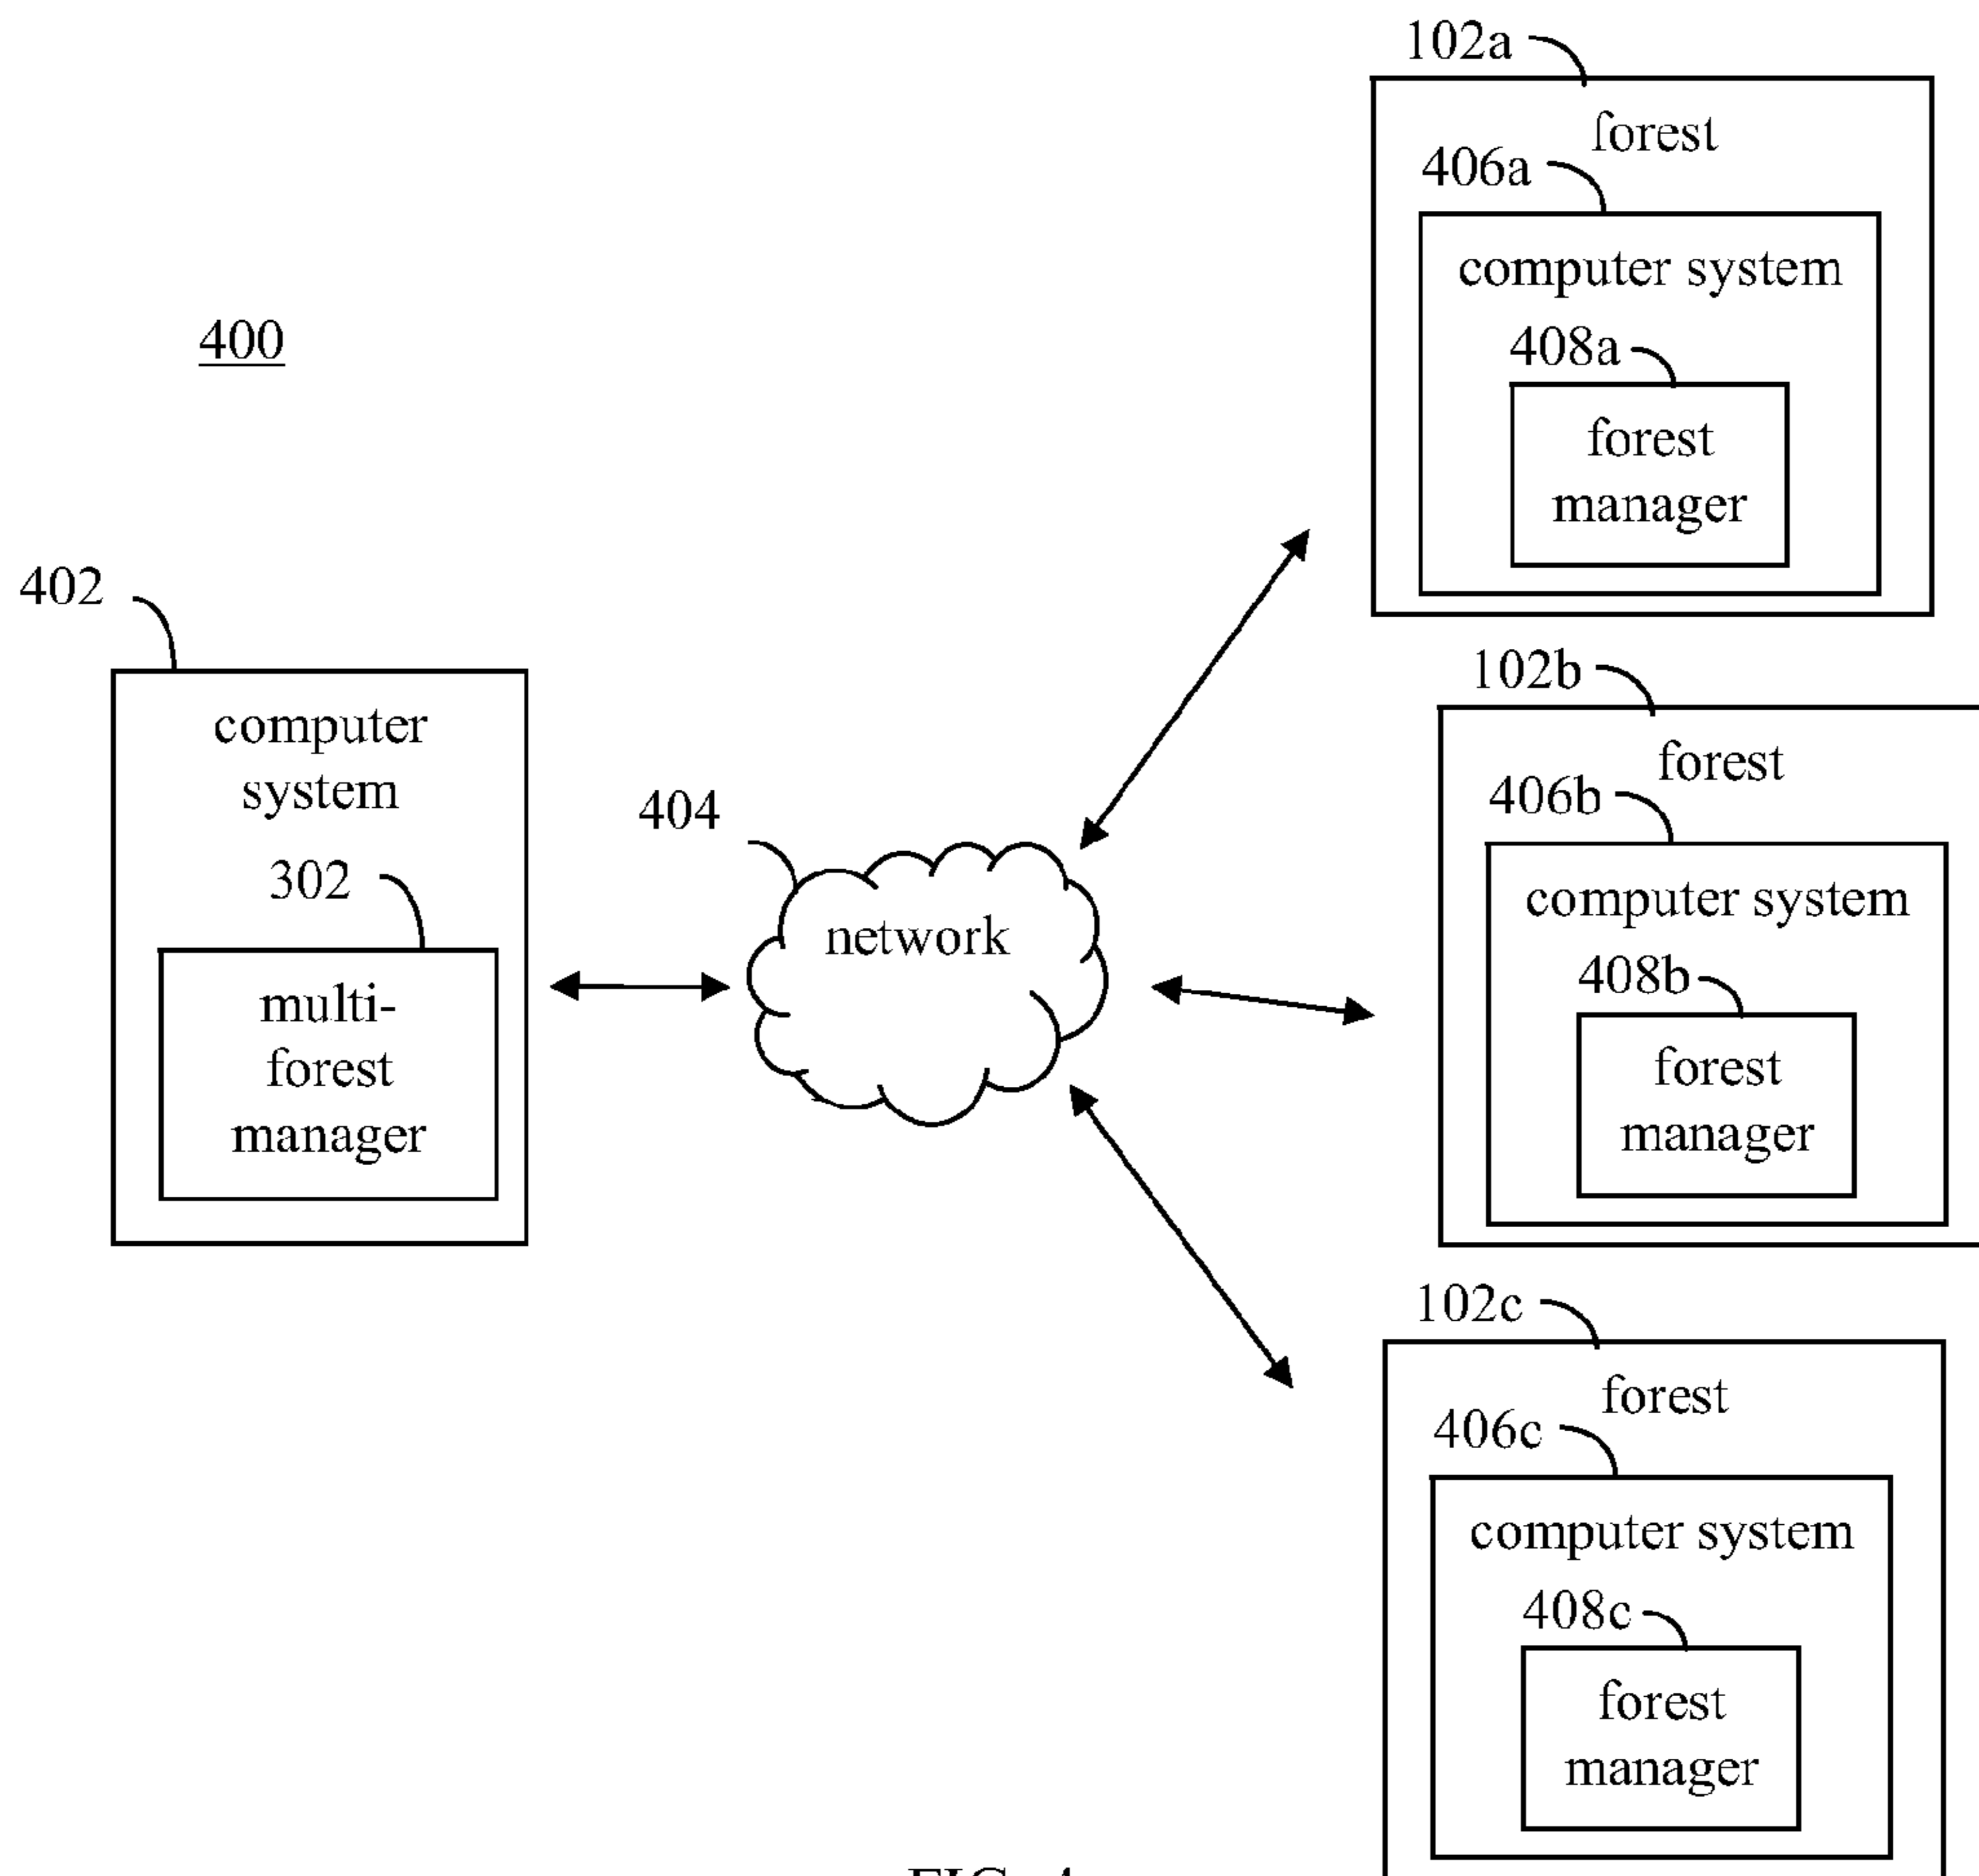 400
402
computer
system
302
multi-
forest
manager
404
network
102a
forest
406a
computer system
408a
forest
manager
102b
forest
406b
computer system
408b
forest
manager
102c
forest
406c
computer system
408c
forest
manager